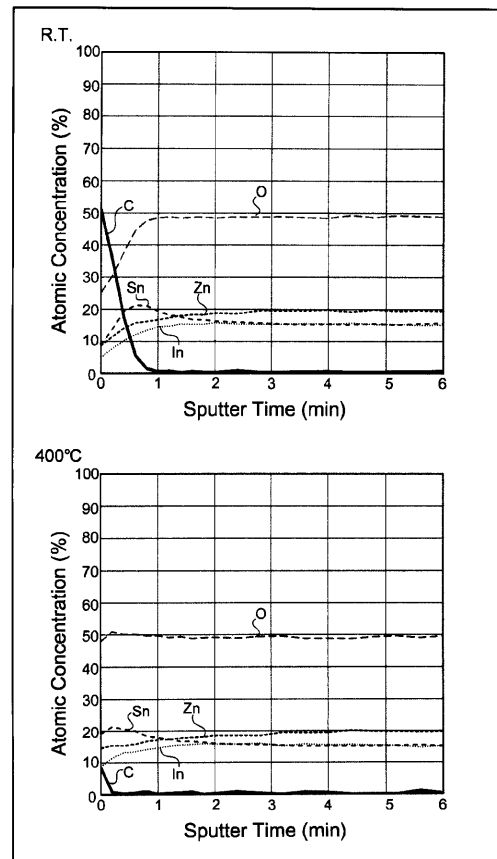 R.T.
Atomic Concentration (%)
100
90
80
70
60
50
40
30
20
10
0
C
O
Sn
Zn
In
0 1 2 3 4 5 6
Sputter Time (min)
400℃
Atomic Concentration (%)
100
90
80
70
60
50
40
30
20
10
0
O
Sn
Zn
C
In
0 1 2 3 4 5 6
Sputter Time (min)